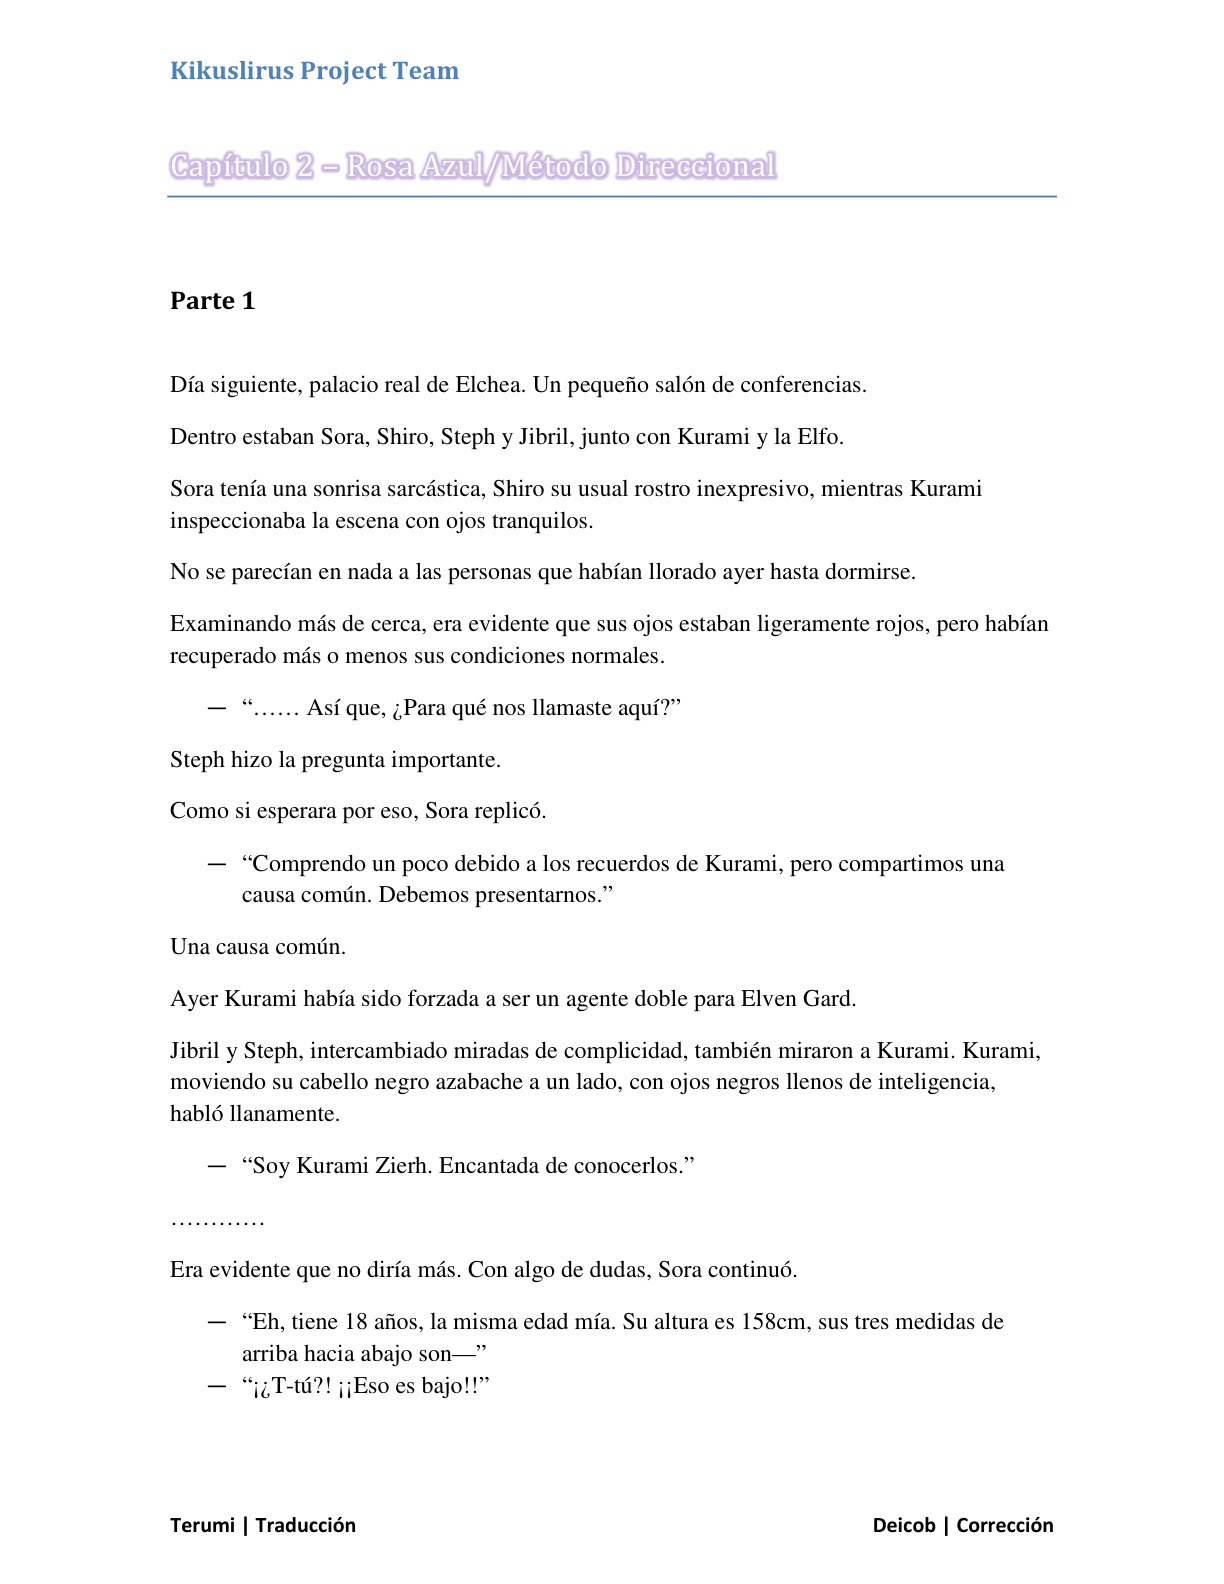 Kikuslirus Project Team
Capítulo 2 – Rosa Azul/Método Direccional
Parte 1
Día siguiente, palacio real de Elchea. Un pequeño salón de conferencias.
Dentro estaban Sora, Shiro, Steph y Jibril, junto con Kurami y la Elfo.
Sora tenía una sonrisa sarcástica, Shiro su usual rostro inexpresivo, mientras Kurami
inspeccionaba la escena con ojos tranquilos.
No se parecían en nada a las personas que habían llorado ayer hasta dormirse.
Examinando más de cerca, era evidente que sus ojos estaban ligeramente rojos, pero habían
recuperado más o menos sus condiciones normales.
— “…… Así que, ¿Para qué nos llamaste aquí?”
Steph hizo la pregunta importante.
Como si esperara por eso, Sora replicó.
— “Comprendo un poco debido a los recuerdos de Kurami, pero compartimos una
causa común. Debemos presentarnos.”
Una causa común.
Ayer Kurami había sido forzada a ser un agente doble para Elven Gard.
Jibril y Steph, intercambiado miradas de complicidad, también miraron a Kurami. Kurami,
moviendo su cabello negro azabache a un lado, con ojos negros llenos de inteligencia,
habló llanamente.
— “Soy Kurami Zierh. Encantada de conocerlos.”
…………
Era evidente que no diría más. Con algo de dudas, Sora continuó.
— “Eh, tiene 18 años, la misma edad mía. Su altura es 158cm, sus tres medidas de
arriba hacia abajo son—”
— “¡¿T-tú?! ¡¡Eso es bajo!!”
Terumi | Traducción
Deicob | Corrección